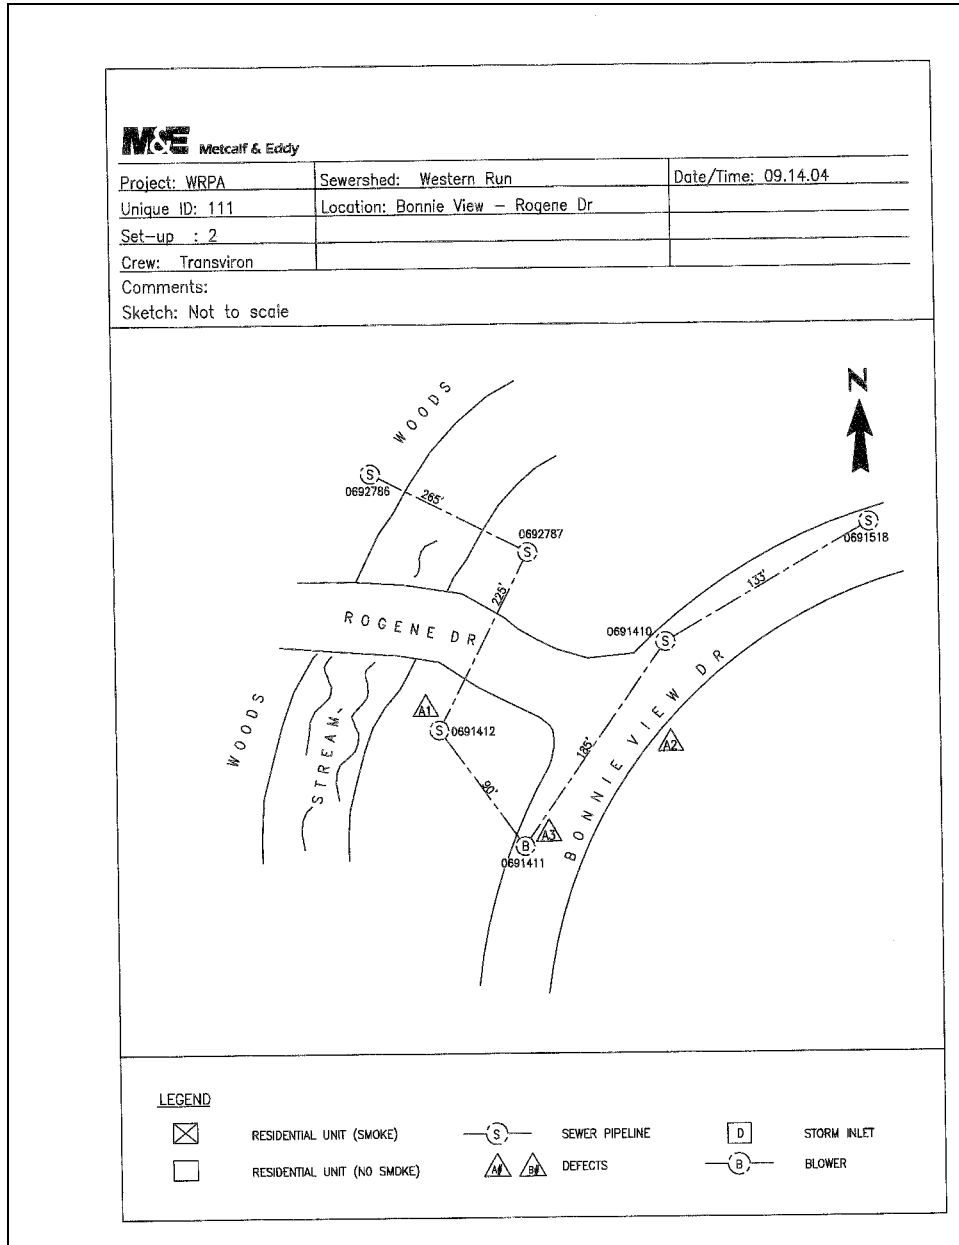 M&E Metcalf & Eddy
Project: WRPA Sewershed: Western Run Date/Time: 09.14.04
Unique ID: 111 Location: Bonnie View – Rogene Dr
Set-up : 2
Crew: Transviron
Comments:
Sketch: Not to scale
N
WOODS
0692786
265'
0692787
0691518
133'
225'
ROGENE DR
0691410
A1
0691412
WOODS
STREAM
185'
BONNIE VIEW DR
A2
90'
A3
B
0691411
S
S
S
S
S
LEGEND
RESIDENTIAL UNIT (SMOKE) S SEWER PIPELINE D STORM INLET
RESIDENTIAL UNIT (NO SMOKE) A# B# DEFECTS B BLOWER